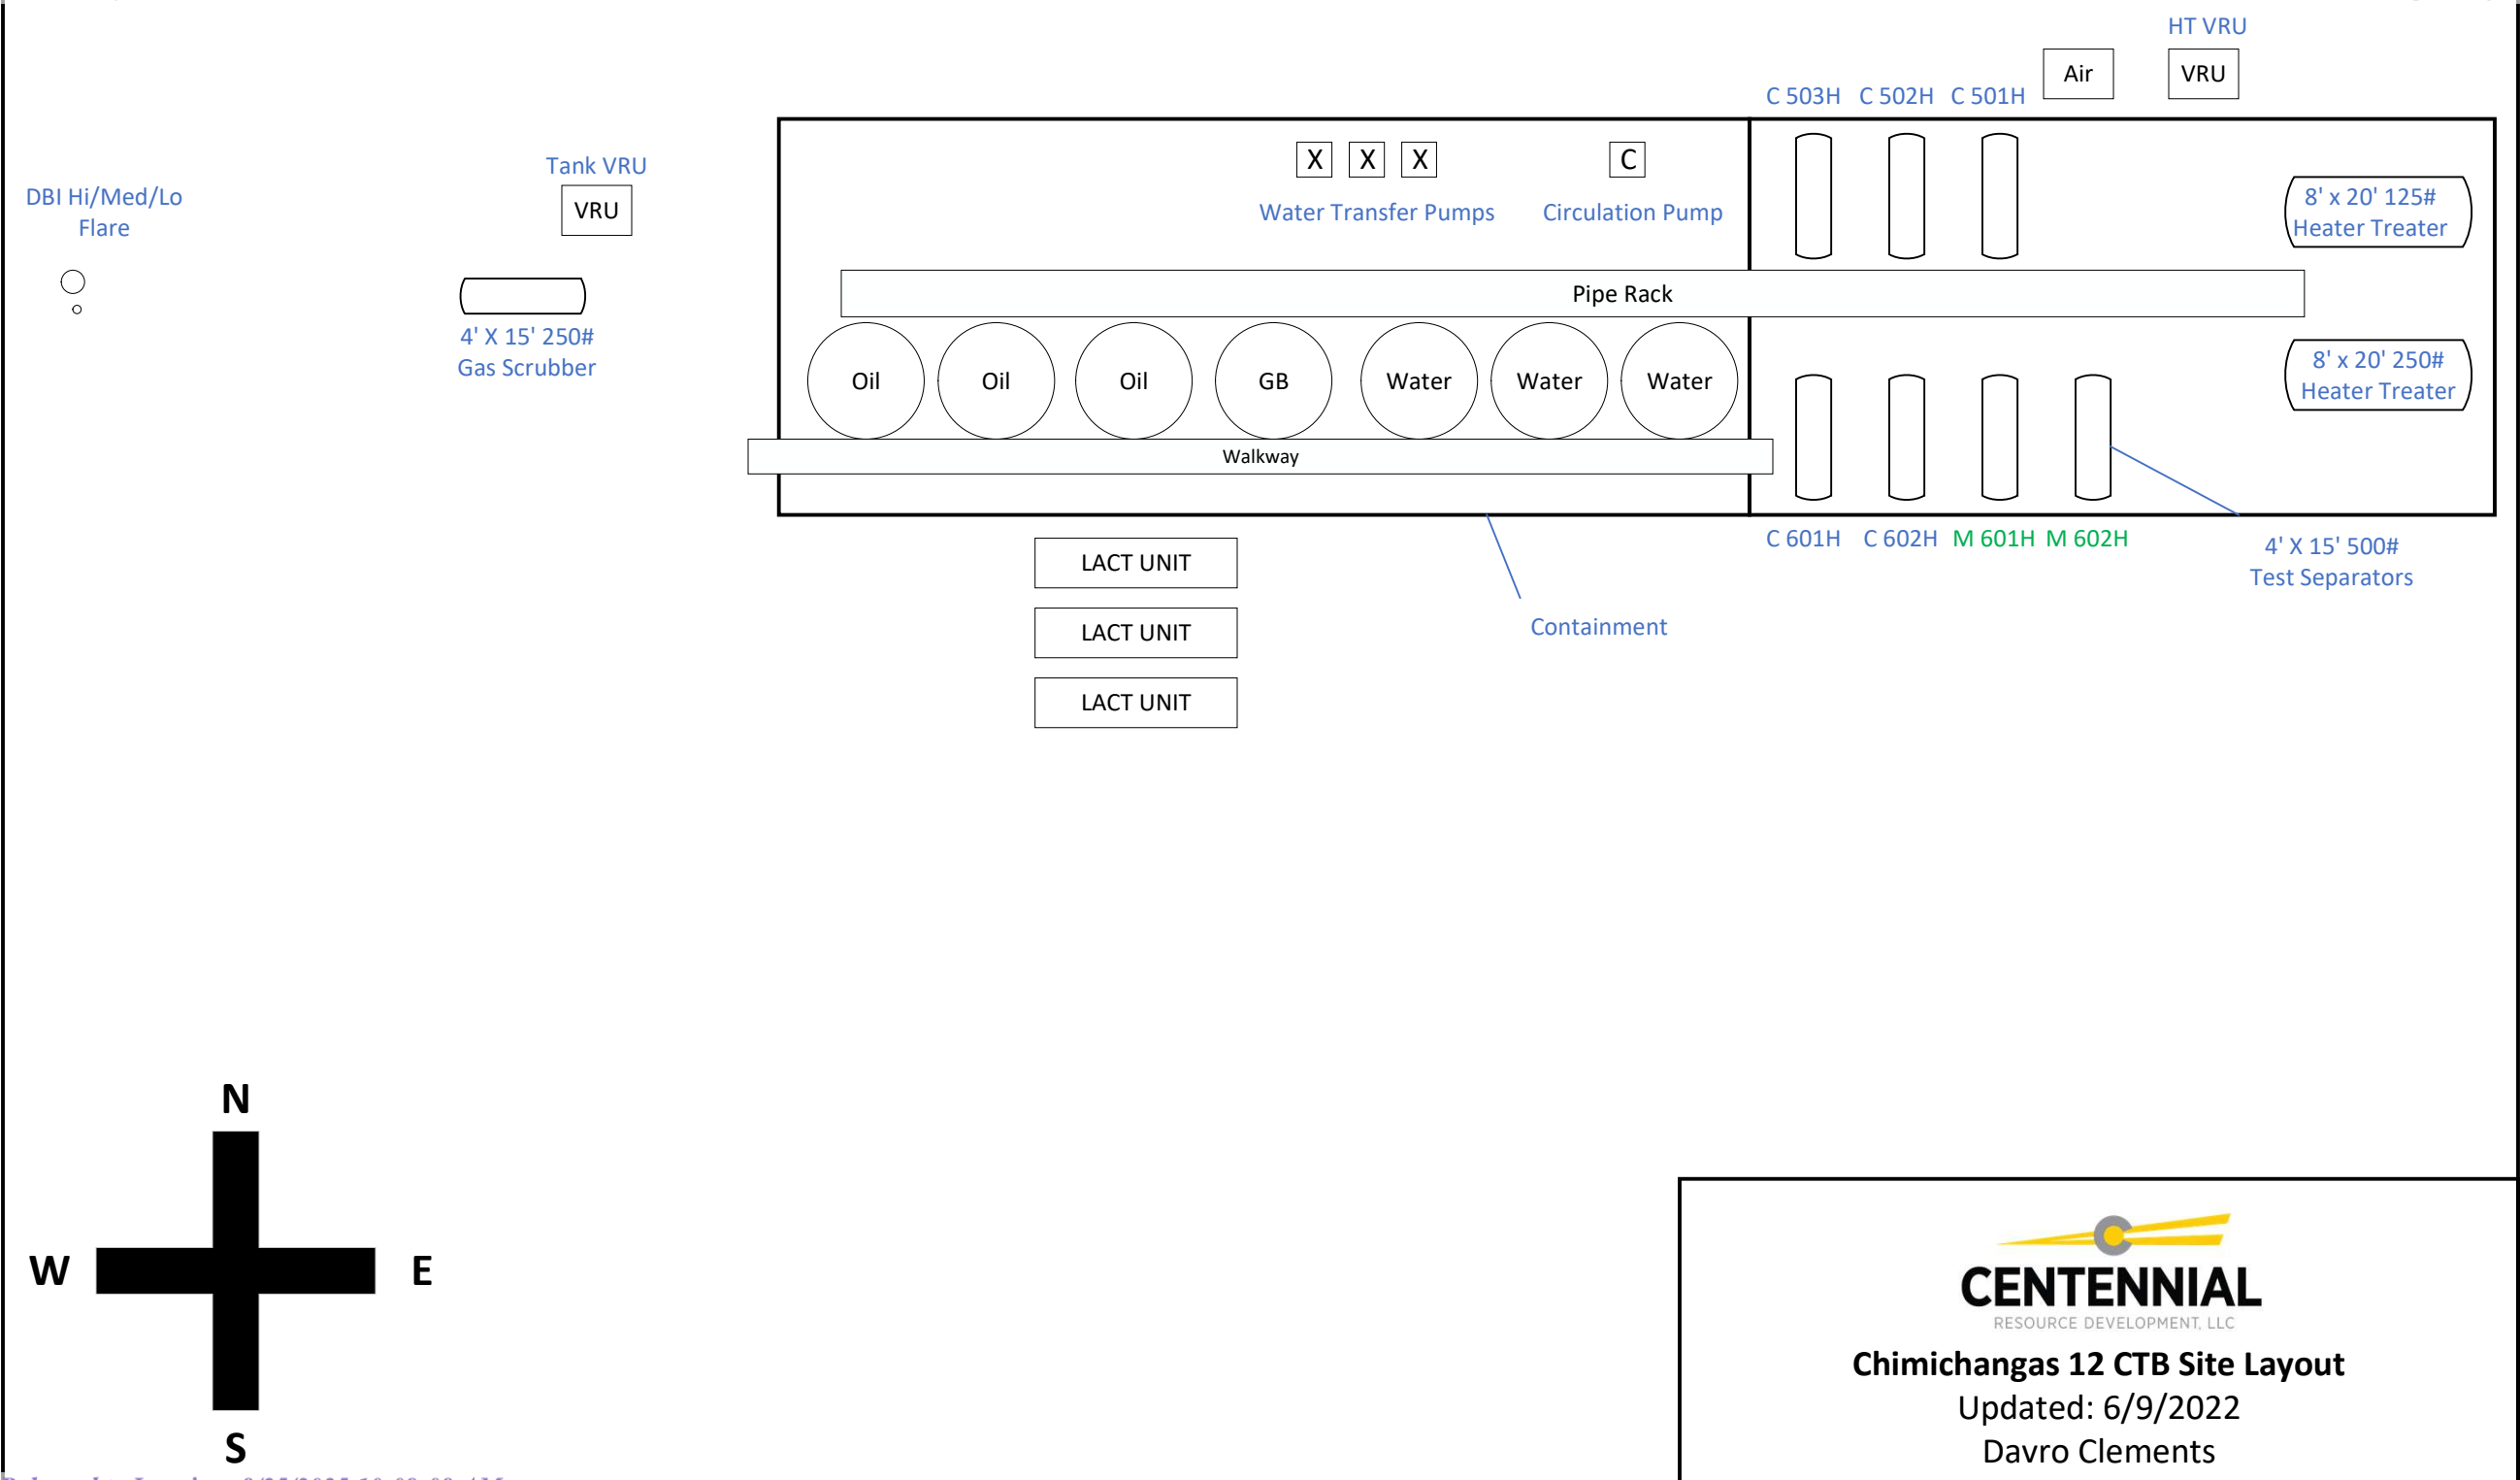 HT VRU
Air
VRU
C 503H C 502H C 501H
X X X
C
Tank VRU
VRU
DBI Hi/Med/Lo
Flare
Water Transfer Pumps
Circulation Pump
8' x 20' 125#
Heater Treater
Pipe Rack
4' X 15' 250#
Gas Scrubber
Oil
Oil
Oil
GB
Water
Water
Water
8' x 20' 250#
Heater Treater
Walkway
C 601H C 602H M 601H M 602H
4' X 15' 500#
Test Separators
LACT UNIT
LACT UNIT
LACT UNIT
Containment
N
W
E
S
CENTENNIAL
RESOURCE DEVELOPMENT, LLC
Chimichangas 12 CTB Site Layout
Updated: 6/9/2022
Davro Clements